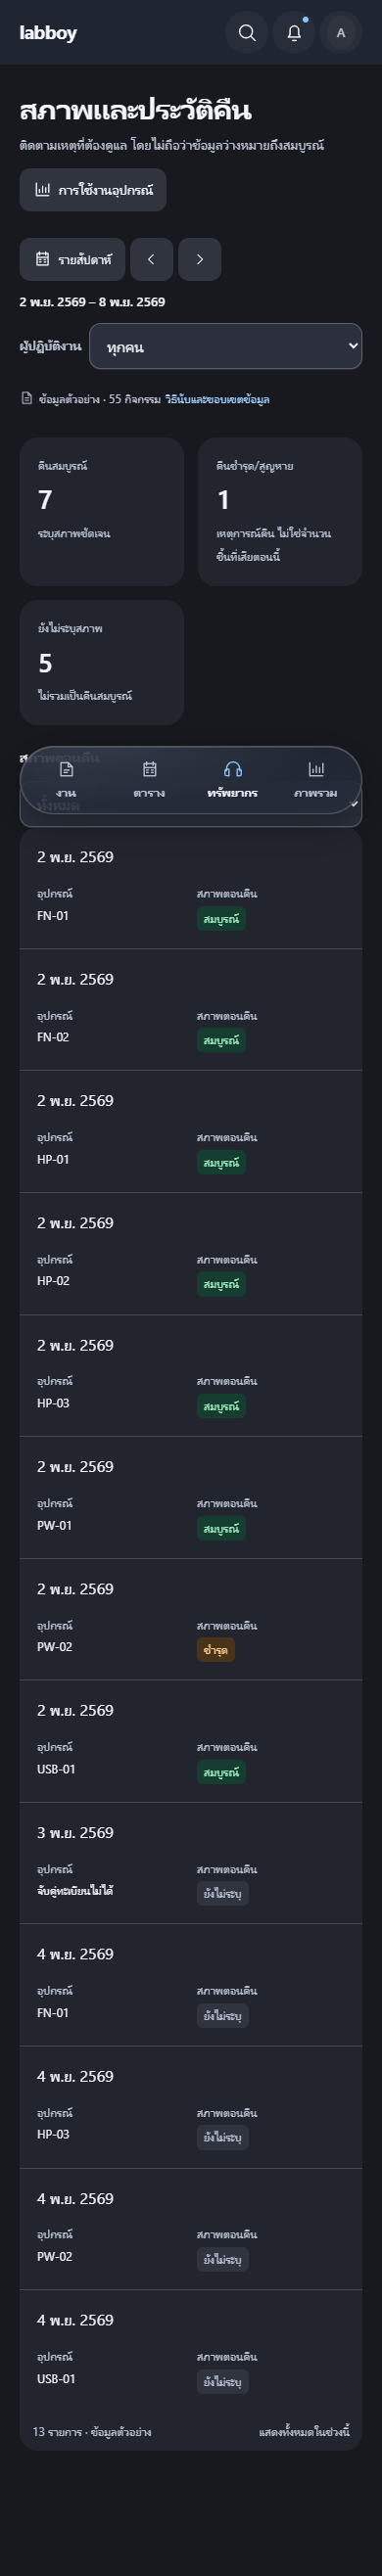 labboy
A
สภาพและประวัติคืน
ติดตามเหตุที่ต้องดูแล โดยไม่ถือว่าข้อมูลว่างหมายถึงสมบูรณ์
การใช้งานอุปกรณ์
รายสัปดาห์
2 พ.ย. 2569 – 8 พ.ย. 2569
ผู้ปฏิบัติงาน
ทุกคน
ข้อมูลตัวอย่าง · 55 กิจกรรม วิธีนับและขอบเขตข้อมูล
คืนสมบูรณ์
7
ระบุสภาพชัดเจน
คืนชำรุด/สูญหาย
1
เหตุการณ์คืน ไม่ใช่จำนวน
ชิ้นที่เสียตอนนี้
ยังไม่ระบุสภาพ
5
ไม่รวมเป็นคืนสมบูรณ์
สภาพตอนคืน
ทั้งหมด
งาน
ตาราง
ทรัพยากร
ภาพรวม
2 พ.ย. 2569
อุปกรณ์ สภาพตอนคืน
FN-01 สมบูรณ์
2 พ.ย. 2569
อุปกรณ์ สภาพตอนคืน
FN-02 สมบูรณ์
2 พ.ย. 2569
อุปกรณ์ สภาพตอนคืน
HP-01 สมบูรณ์
2 พ.ย. 2569
อุปกรณ์ สภาพตอนคืน
HP-02 สมบูรณ์
2 พ.ย. 2569
อุปกรณ์ สภาพตอนคืน
HP-03 สมบูรณ์
2 พ.ย. 2569
อุปกรณ์ สภาพตอนคืน
PW-01 สมบูรณ์
2 พ.ย. 2569
อุปกรณ์ สภาพตอนคืน
PW-02 ชำรุด
2 พ.ย. 2569
อุปกรณ์ สภาพตอนคืน
USB-01 สมบูรณ์
3 พ.ย. 2569
อุปกรณ์ สภาพตอนคืน
จับคู่ทะเบียนไม่ได้ ยังไม่ระบุ
4 พ.ย. 2569
อุปกรณ์ สภาพตอนคืน
FN-01 ยังไม่ระบุ
4 พ.ย. 2569
อุปกรณ์ สภาพตอนคืน
HP-03 ยังไม่ระบุ
4 พ.ย. 2569
อุปกรณ์ สภาพตอนคืน
PW-02 ยังไม่ระบุ
4 พ.ย. 2569
อุปกรณ์ สภาพตอนคืน
USB-01 ยังไม่ระบุ
13 รายการ · ข้อมูลตัวอย่าง แสดงทั้งหมดในช่วงนี้